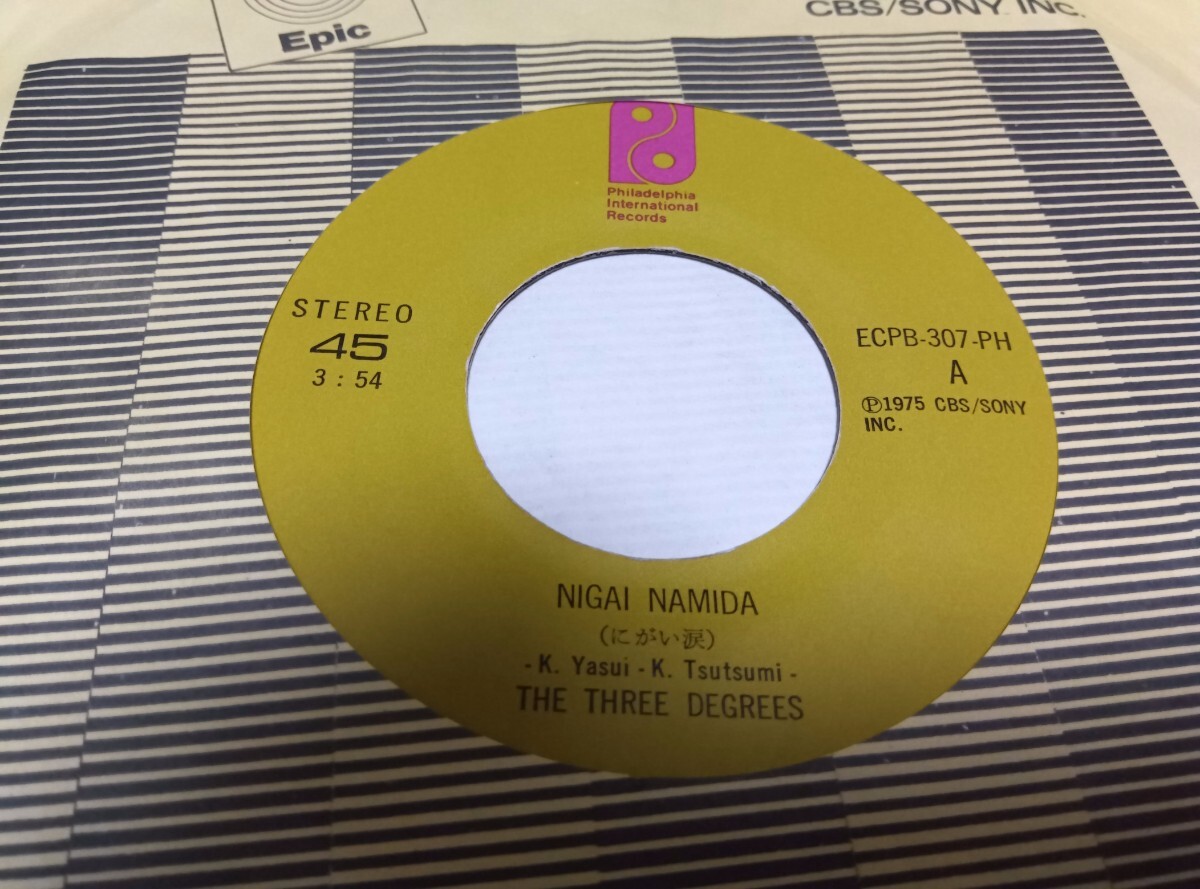 Epic
CBS/SONY INC.
Philadelphia
International
Records
STEREO
45
3 : 54
ECPB-307-PH
A
Ⓟ1975 CBS/SONY
INC.
NIGAI NAMIDA
(にがい涙)
- K. Yasui - K. Tsutsumi -
THE THREE DEGREES